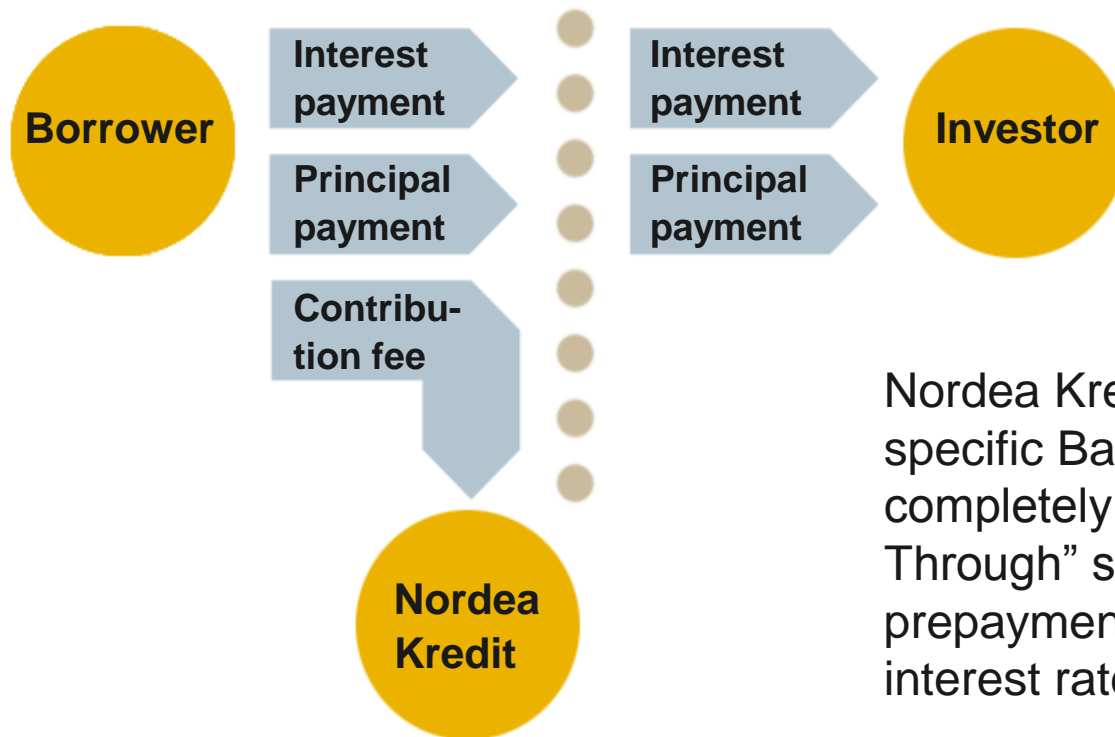 Borrower
Interest
payment
Principal
payment
Contribu-
tion fee
Interest
payment
Principal
payment
Investor
Nordea
Kredit
Nordea Kre
specific Ba
completely
Through” s
prepaymen
interest rate